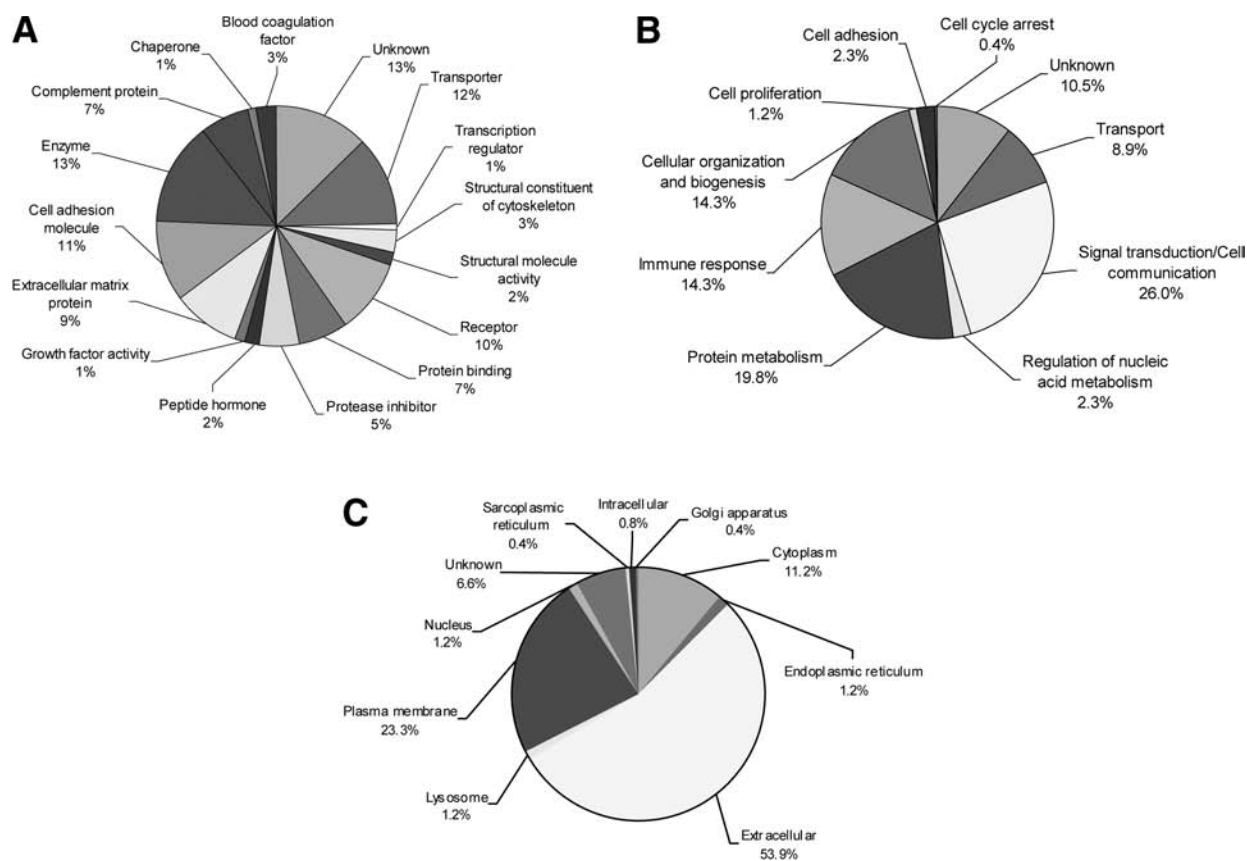 A
Blood coagulation
factor
3%
Unknown
13%
Transporter
12%
Transcription
regulator
1%
Structural constituent
of cytoskeleton
3%
Structural molecule
activity
2%
Receptor
10%
Protein binding
7%
Protease inhibitor
5%
Peptide hormone
2%
Growth factor activity
1%
Extracellular matrix
protein
9%
Cell adhesion
molecule
11%
Enzyme
13%
Complement protein
7%
Chaperone
1%
B
Cell cycle arrest
0.4%
Unknown
10.5%
Transport
8.9%
Signal transduction/Cell
communication
26.0%
Regulation of nucleic
acid metabolism
2.3%
Protein metabolism
19.8%
Immune response
14.3%
Cellular organization
and biogenesis
14.3%
Cell proliferation
1.2%
Cell adhesion
2.3%
C
Golgi apparatus
0.4%
Cytoplasm
11.2%
Endoplasmic reticulum
1.2%
Extracellular
53.9%
Lysosome
1.2%
Plasma membrane
23.3%
Nucleus
1.2%
Unknown
6.6%
Sarcoplasmic
reticulum
0.4%
Intracellular
0.8%